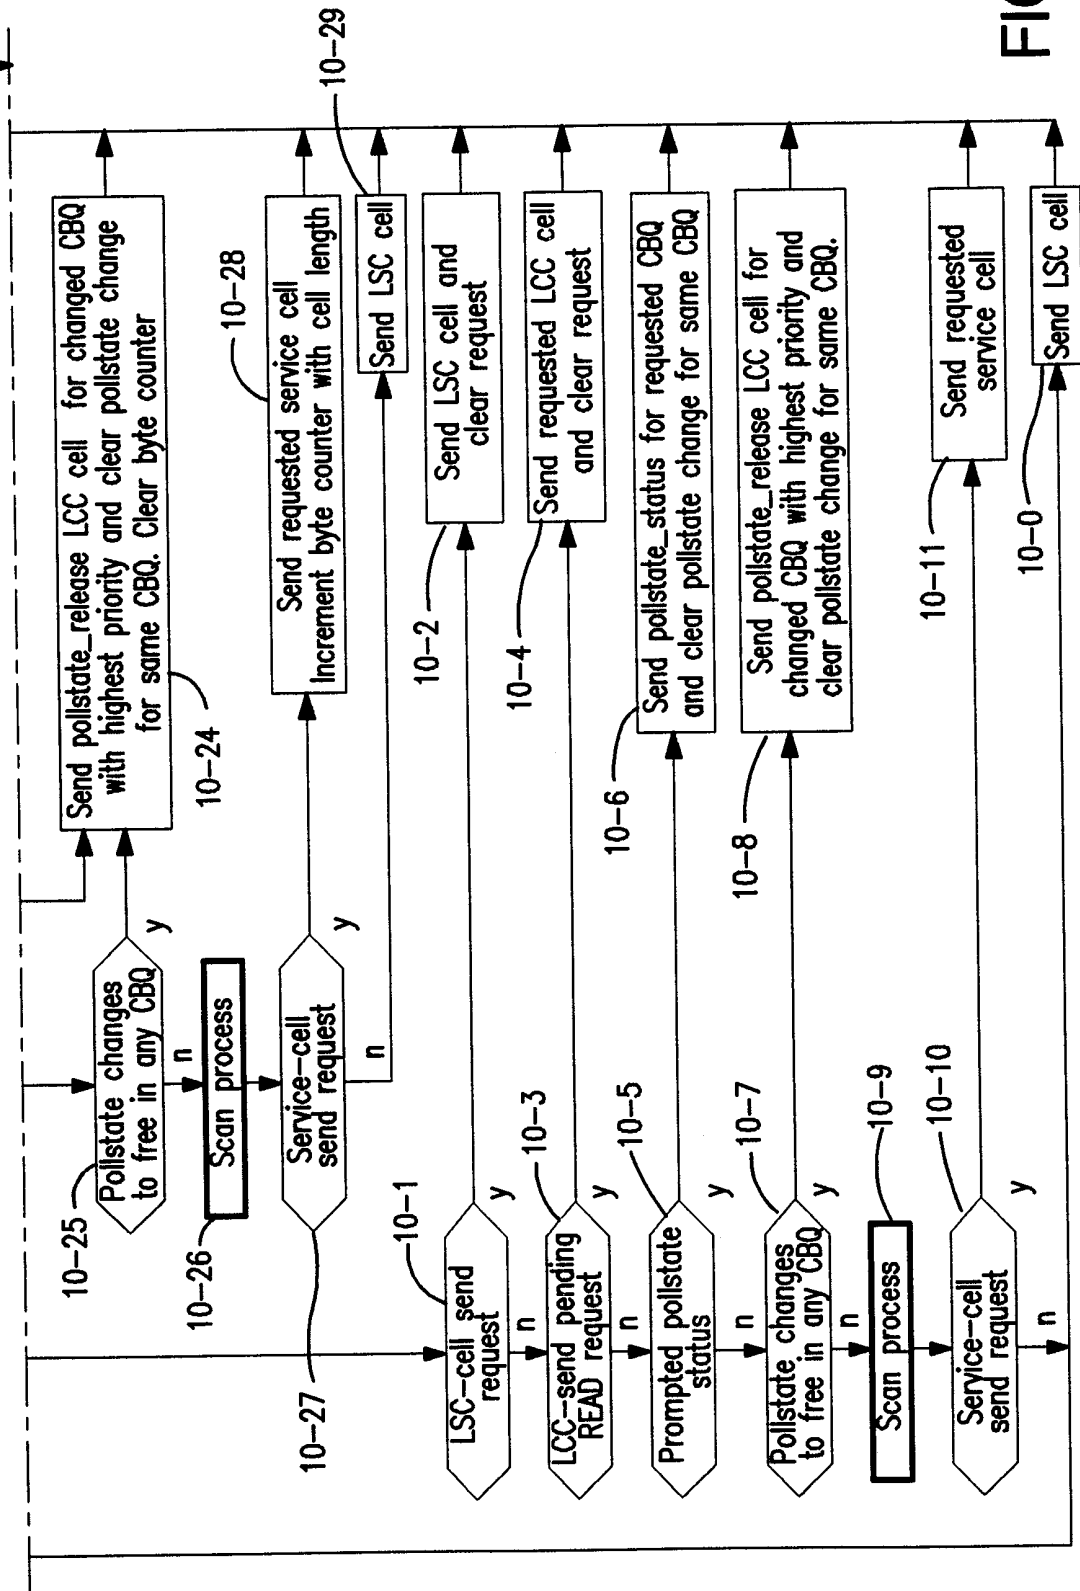 Pollstate changes
to free in any CBQ
10-25
y
n
Send pollstate_release LCC cell for changed CBQ
with highest priority and clear pollstate change
for same CBQ. Clear byte counter
10-24
Scan process
10-26
Service-cell
send request
10-27
y
n
Send requested service cell
Increment byte counter with cell length
10-28
Send LSC cell
10-29
LSC-cell send
request
10-1
y
n
Send LSC cell and
clear request
10-2
LCC-send pending
READ request
10-3
y
n
Send requested LCC cell
and clear request
10-4
Prompted pollstate
status
10-5
y
n
Send pollstate_status for requested CBQ
and clear pollstate change for same CBQ
10-6
Pollstate changes
to free in any CBQ
10-7
y
n
Send pollstate_release LCC cell for
changed CBQ with highest priority and
clear pollstate change for same CBQ.
10-8
Scan process
10-9
Service-cell
send request
10-10
y
n
Send requested
service cell
10-11
Send LSC cell
10-0